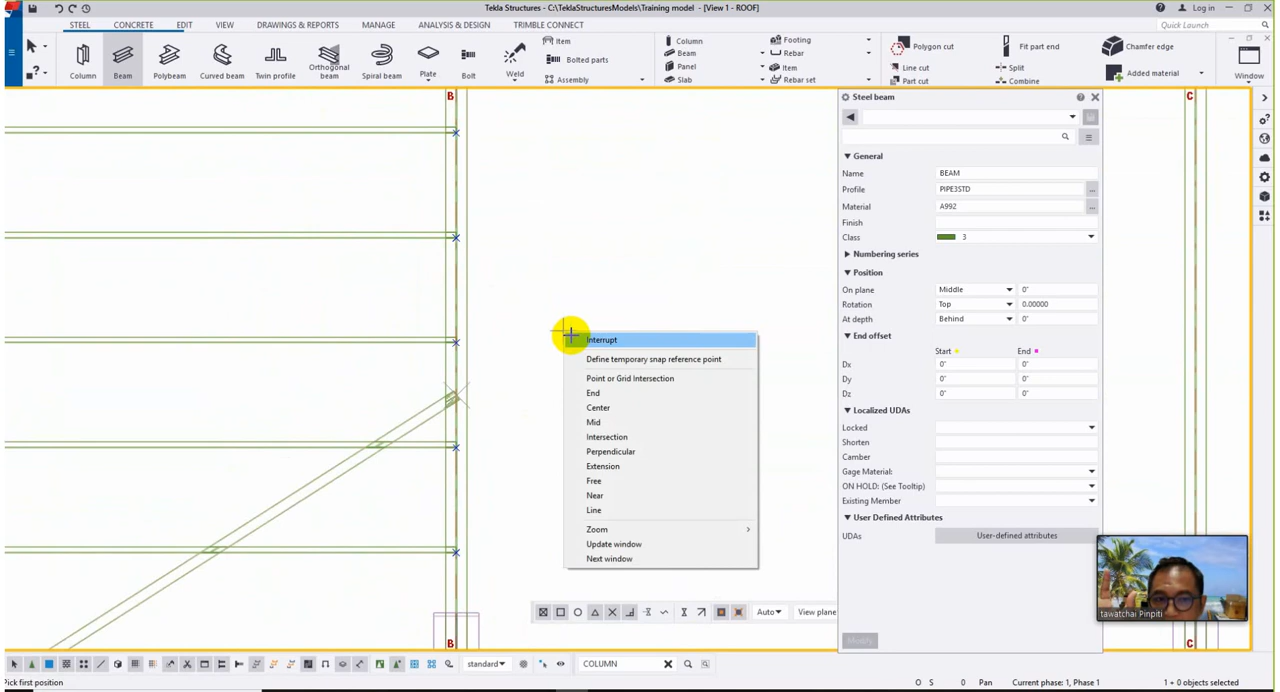 Tekla Structures - C:\TeklaStructuresModels\Training model - [View 1 - ROOF]
Log in
STEEL
CONCRETE
EDIT
VIEW
DRAWINGS & REPORTS
MANAGE
ANALYSIS & DESIGN
TRIMBLE CONNECT
Quick Launch
Column
Beam
Polybeam
Curved beam
Twin profile
Orthogonal
beam
Spiral beam
Plate
Bolt
Weld
Item
Bolted parts
Assembly
Column
Beam
Panel
Slab
Footing
Rebar
Item
Rebar set
Polygon cut
Line cut
Part cut
Fit part end
Split
Combine
Chamfer edge
Added material
Window
B
C
Steel beam
General
Name
BEAM
Profile
PIPE3STD
Material
A992
Finish
Class
3
Numbering series
Position
On plane
Middle
0"
Rotation
Top
0.00000
At depth
Behind
0"
End offset
Start
End
Dx
0"
0"
Dy
0"
0"
Dz
0"
0"
Localized UDAs
Locked
Shorten
Camber
Gage Material:
ON HOLD: (See Tooltip)
Existing Member
User Defined Attributes
UDAs
User-defined attributes
Modify
Interrupt
Define temporary snap reference point
Point or Grid Intersection
End
Center
Mid
Intersection
Perpendicular
Extension
Free
Near
Line
Zoom
Update window
Next window
tawatchai Pinpiti
Auto
View plane
B
C
standard
COLUMN
Pick first position
O
S
0
Pan
Current phase: 1, Phase 1
1 + 0 objects selected